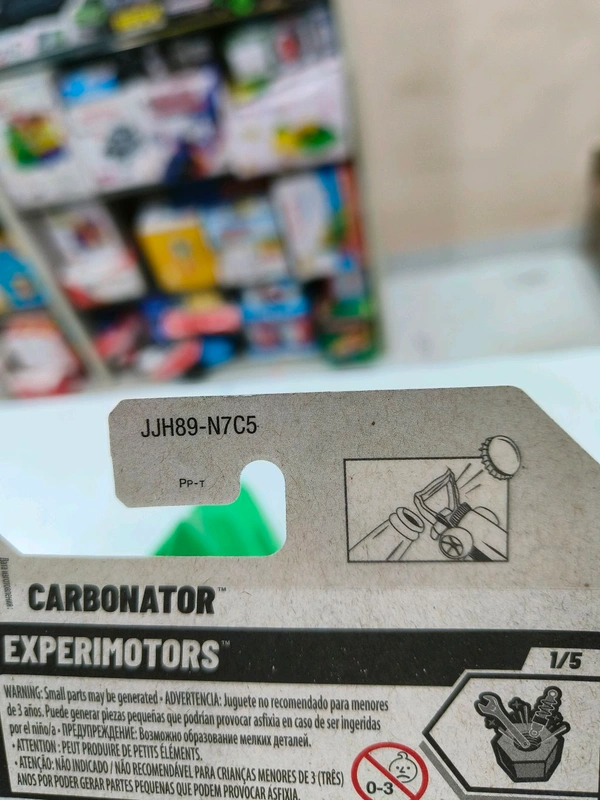 JJH89-N7C5
Pp-т
CARBONATOR™
EXPERIMOTORS™
1/5
WARNING: Small parts may be generated • ADVERTENCIA: Juguete no recomendado para menores
de 3 años. Puede generar piezas pequeñas que podrían provocar asfixia en caso de ser ingeridas
por el niño/a • ПРЕДУПРЕЖДЕНИЕ: Возможно образование мелких деталей.
• ATTENTION : PEUT PRODUIRE DE PETITS ÉLÉMENTS.
• ATENÇÃO: NÃO INDICADO / NÃO RECOMENDÁVEL PARA CRIANÇAS MENORES DE 3 (TRÊS)
ANOS POR PODER GERAR PARTES PEQUENAS QUE PODEM PROVOCAR ASFIXIA.
0-3